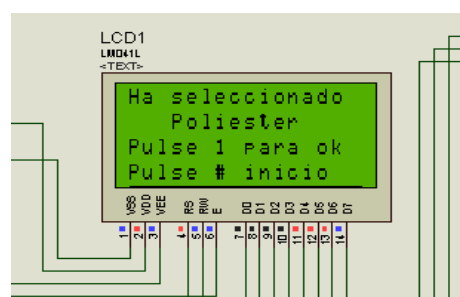 LCD1
LM041L
<TEXT>
Ha seleccionado
Poliester
Pulse 1 para ok
Pulse # inicio
VSS VDD VEE RS RW E D0 D1 D2 D3 D4 D5 D6 D7
1 2 3 4 5 6 7 8 9 10 11 12 13 14